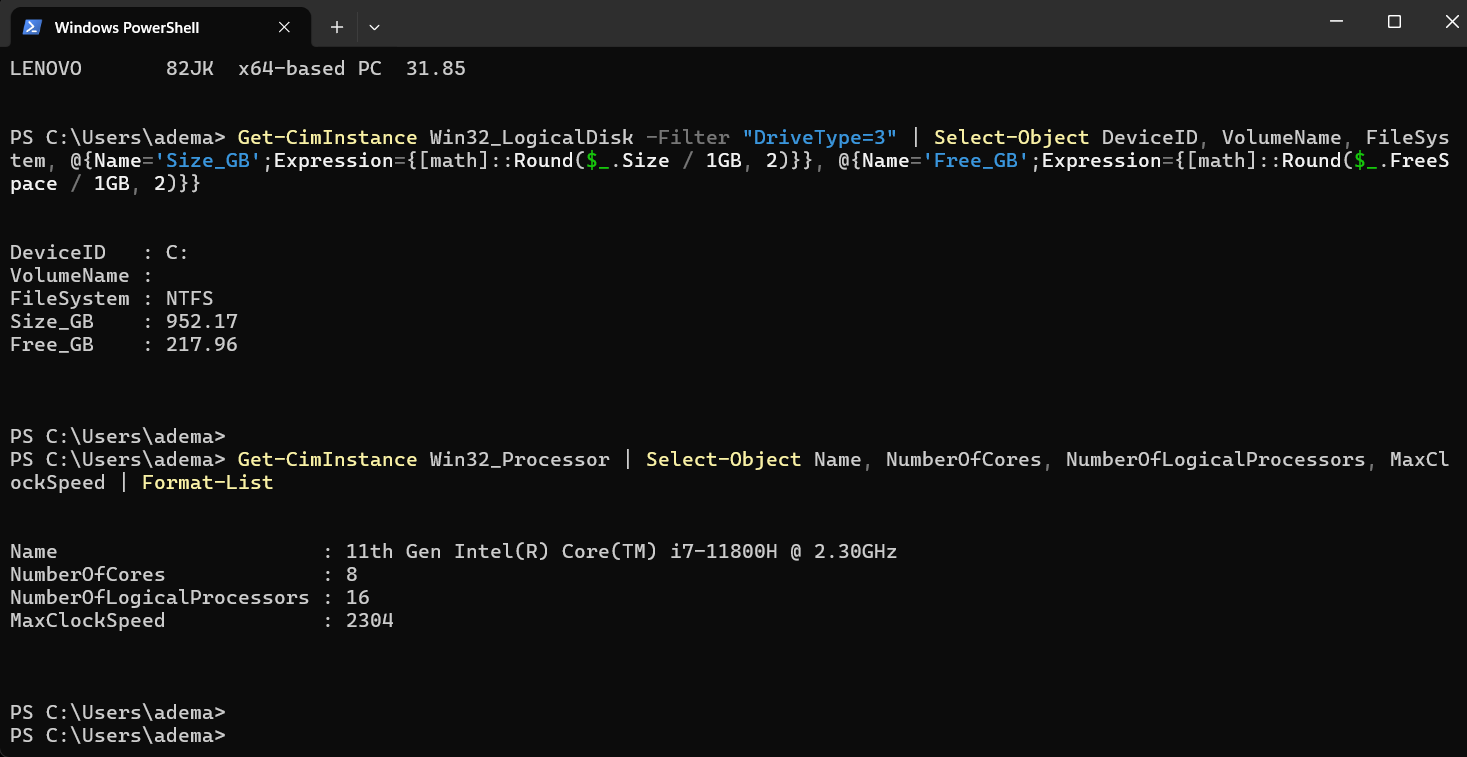 Windows PowerShell
LENOVO       82JK  x64-based PC  31.85
PS C:\Users\adema> Get-CimInstance Win32_LogicalDisk -Filter "DriveType=3" | Select-Object DeviceID, VolumeName, FileSys
tem, @{Name='Size_GB';Expression={[math]::Round($_.Size / 1GB, 2)}}, @{Name='Free_GB';Expression={[math]::Round($_.FreeS
pace / 1GB, 2)}}
DeviceID   : C:
VolumeName :
FileSystem : NTFS
Size_GB    : 952.17
Free_GB    : 217.96
PS C:\Users\adema>
PS C:\Users\adema> Get-CimInstance Win32_Processor | Select-Object Name, NumberOfCores, NumberOfLogicalProcessors, MaxCl
ockSpeed | Format-List
Name                      : 11th Gen Intel(R) Core(TM) i7-11800H @ 2.30GHz
NumberOfCores             : 8
NumberOfLogicalProcessors : 16
MaxClockSpeed             : 2304
PS C:\Users\adema>
PS C:\Users\adema>